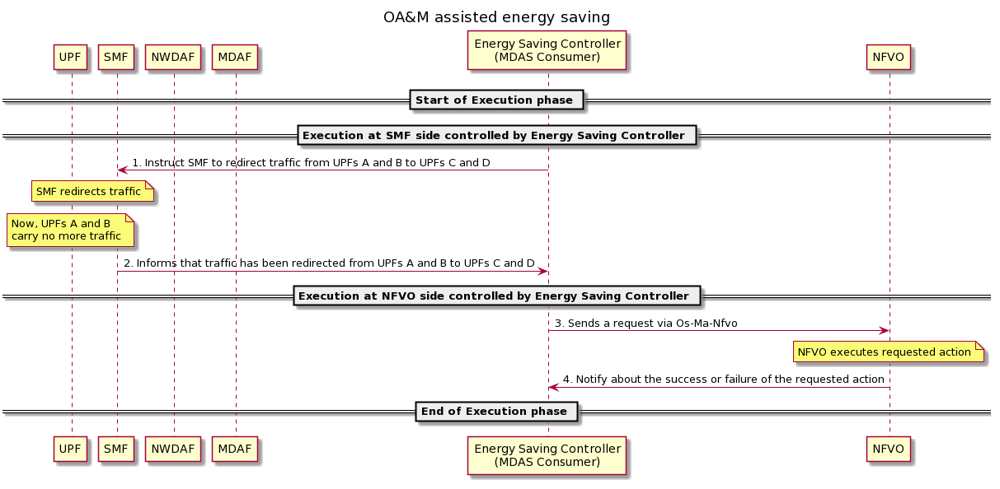 OA&M assisted energy saving
UPF
SMF
NWDAF
MDAF
Energy Saving Controller
(MDAS Consumer)
NFVO
Start of Execution phase
Execution at SMF side controlled by Energy Saving Controller
1. Instruct SMF to redirect traffic from UPFs A and B to UPFs C and D
SMF redirects traffic
Now, UPFs A and B
carry no more traffic
2. Informs that traffic has been redirected from UPFs A and B to UPFs C and D
Execution at NFVO side controlled by Energy Saving Controller
3. Sends a request via Os-Ma-Nfvo
NFVO executes requested action
4. Notify about the success or failure of the requested action
End of Execution phase
UPF
SMF
NWDAF
MDAF
Energy Saving Controller
(MDAS Consumer)
NFVO